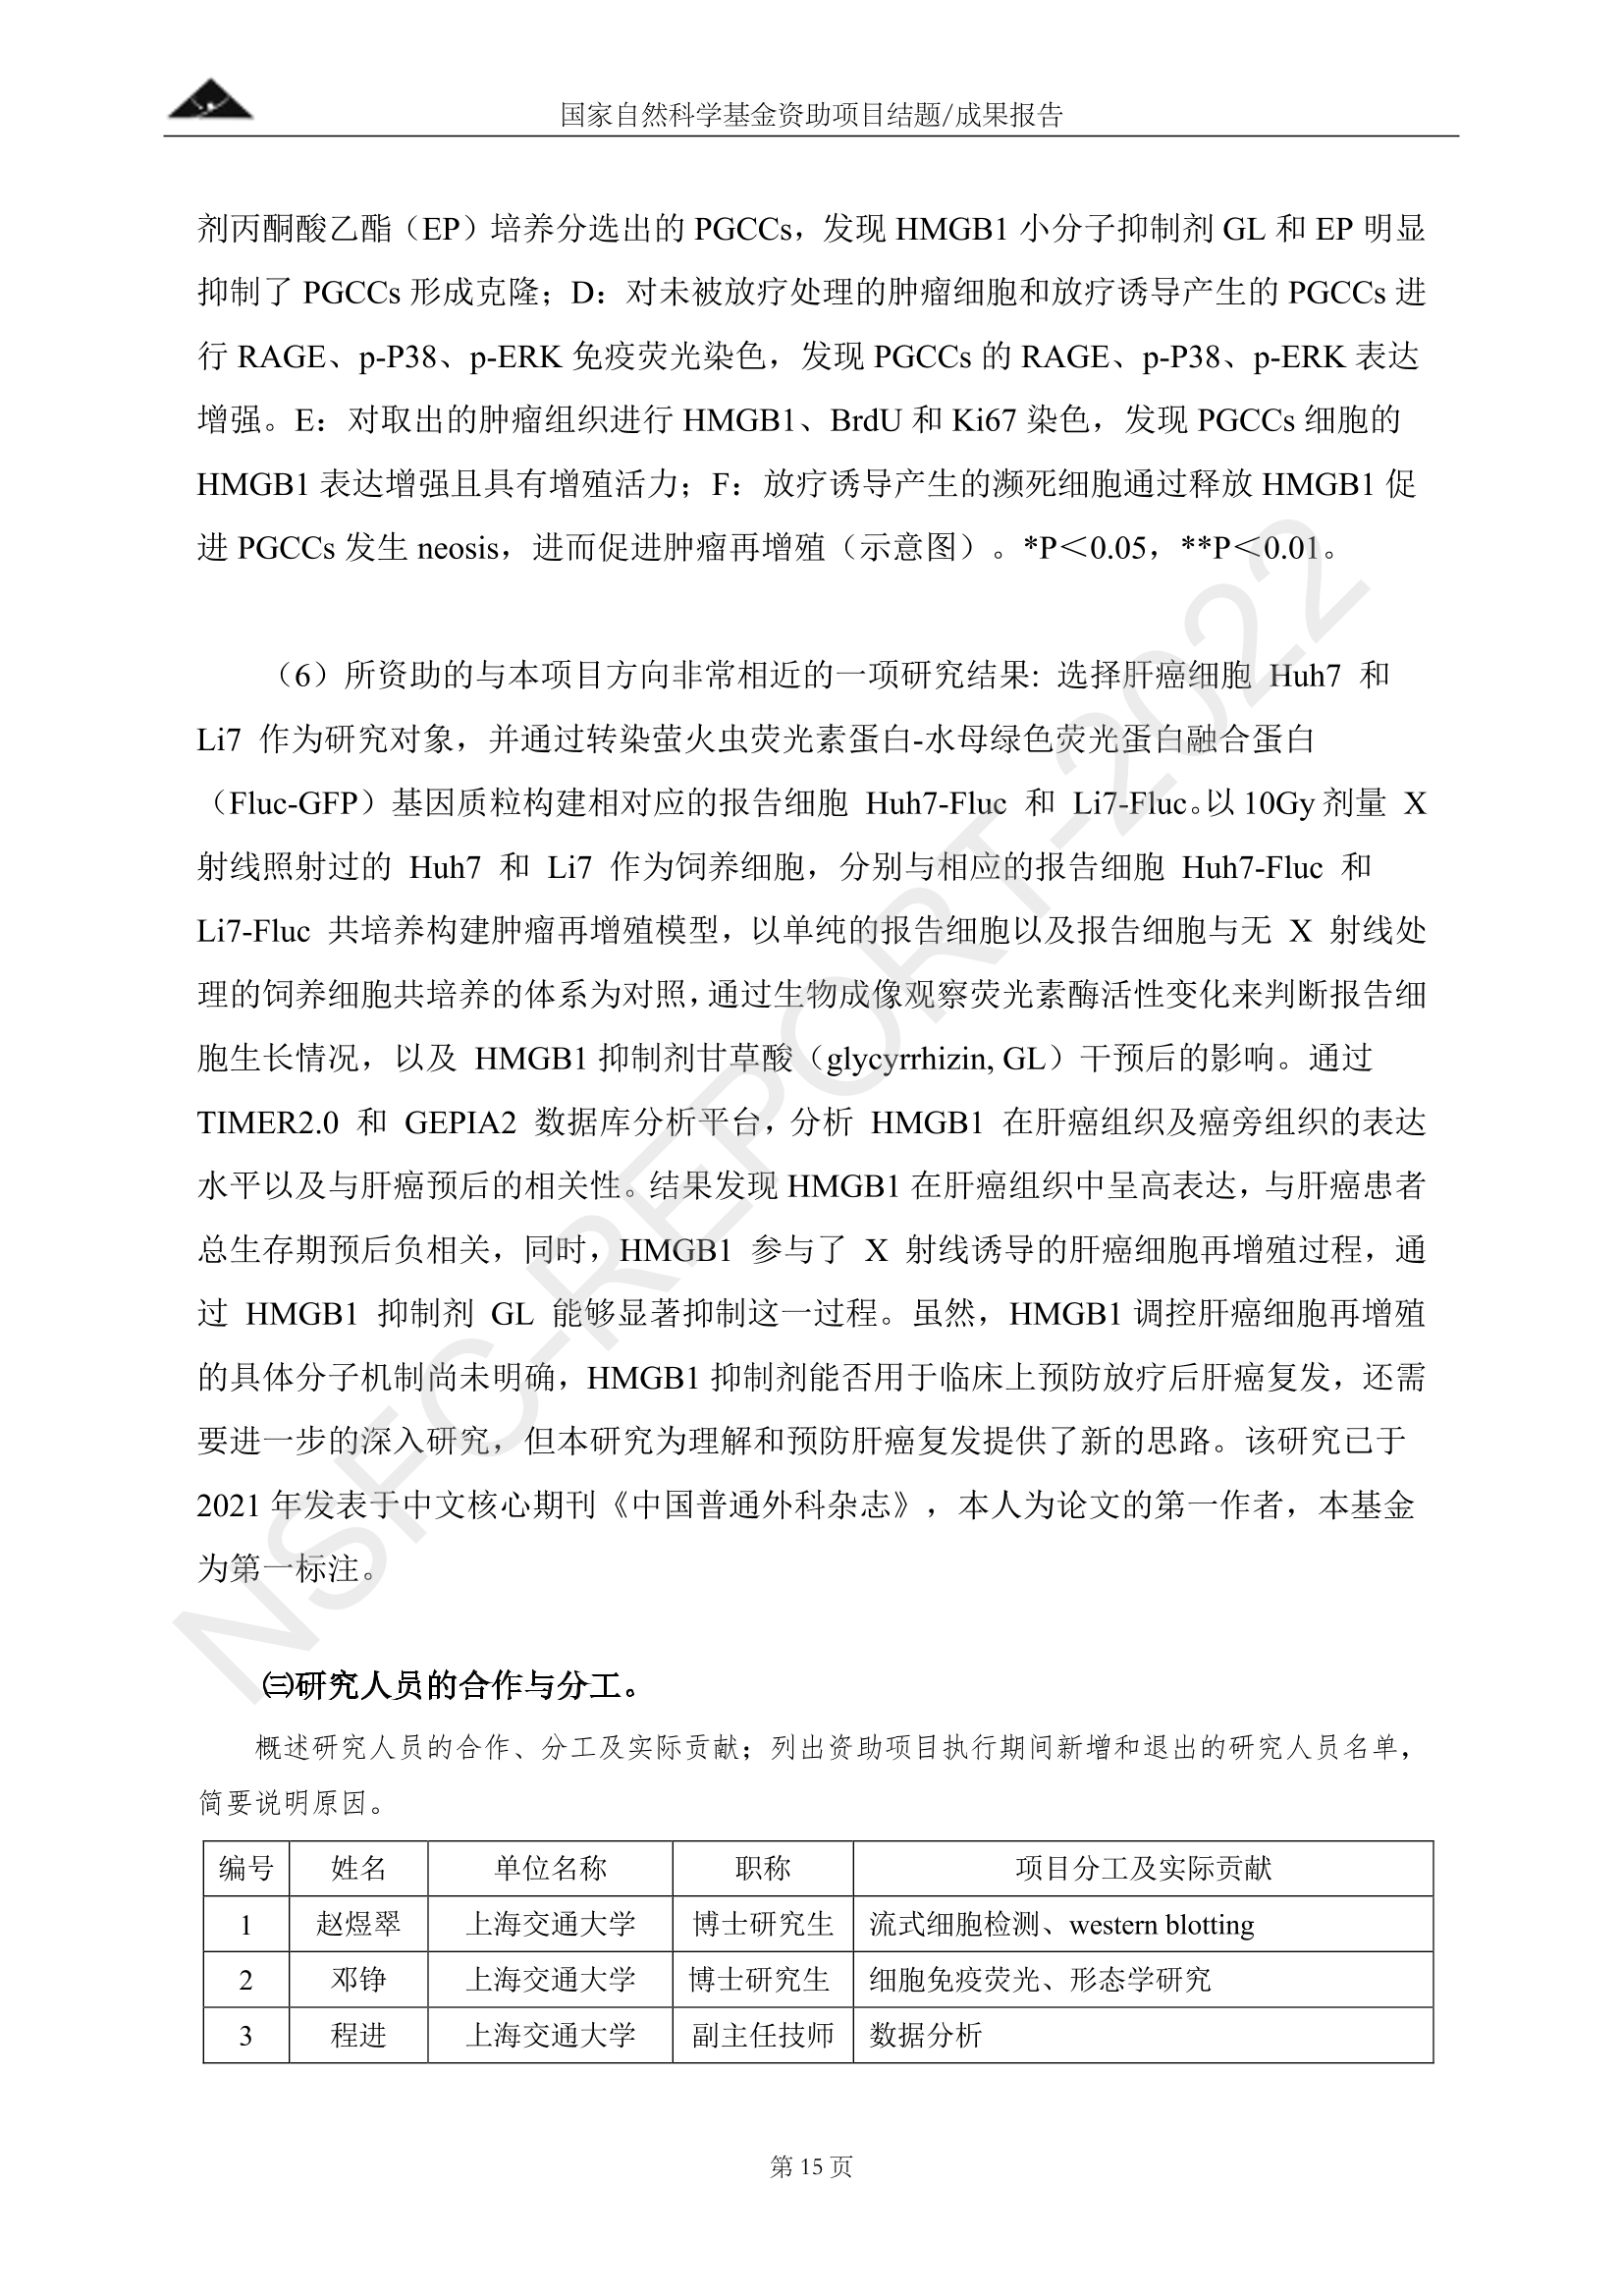 国家自然科学基金资助项目结题/成果报告
剂丙酮酸乙酯（EP）培养分选出的 PGCCs，发现 HMGB1 小分子抑制剂 GL 和 EP 明显
抑制了 PGCCs 形成克隆；D：对未被放疗处理的肿瘤细胞和放疗诱导产生的 PGCCs 进
行 RAGE、p-P38、p-ERK 免疫荧光染色，发现 PGCCs 的 RAGE、p-P38、p-ERK 表达
增强。E：对取出的肿瘤组织进行 HMGB1、BrdU 和 Ki67 染色，发现 PGCCs 细胞的
HMGB1 表达增强且具有增殖活力；F：放疗诱导产生的濒死细胞通过释放 HMGB1 促
进 PGCCs 发生 neosis，进而促进肿瘤再增殖（示意图）。*P＜0.05，**P＜0.01。
（6）所资助的与本项目方向非常相近的一项研究结果: 选择肝癌细胞 Huh7 和
Li7 作为研究对象，并通过转染萤火虫荧光素蛋白-水母绿色荧光蛋白融合蛋白
（Fluc-GFP）基因质粒构建相对应的报告细胞 Huh7-Fluc 和 Li7-Fluc。以 10Gy 剂量 X
射线照射过的 Huh7 和 Li7 作为饲养细胞，分别与相应的报告细胞 Huh7-Fluc 和
Li7-Fluc 共培养构建肿瘤再增殖模型，以单纯的报告细胞以及报告细胞与无 X 射线处
理的饲养细胞共培养的体系为对照，通过生物成像观察荧光素酶活性变化来判断报告细
胞生长情况，以及 HMGB1 抑制剂甘草酸（glycyrrhizin, GL）干预后的影响。通过
TIMER2.0 和 GEPIA2 数据库分析平台，分析 HMGB1 在肝癌组织及癌旁组织的表达
水平以及与肝癌预后的相关性。结果发现 HMGB1 在肝癌组织中呈高表达，与肝癌患者
总生存期预后负相关，同时，HMGB1 参与了 X 射线诱导的肝癌细胞再增殖过程，通
过 HMGB1 抑制剂 GL 能够显著抑制这一过程。虽然，HMGB1 调控肝癌细胞再增殖
的具体分子机制尚未明确，HMGB1 抑制剂能否用于临床上预防放疗后肝癌复发，还需
要进一步的深入研究，但本研究为理解和预防肝癌复发提供了新的思路。该研究已于
2021 年发表于中文核心期刊《中国普通外科杂志》，本人为论文的第一作者，本基金
为第一标注。
㈢研究人员的合作与分工。
概述研究人员的合作、分工及实际贡献；列出资助项目执行期间新增和退出的研究人员名单，
简要说明原因。
编号 姓名 单位名称 职称 项目分工及实际贡献
1 赵煜翠 上海交通大学 博士研究生 流式细胞检测、western blotting
2 邓铮 上海交通大学 博士研究生 细胞免疫荧光、形态学研究
3 程进 上海交通大学 副主任技师 数据分析
第 15 页
NSFC-REPORT-2022